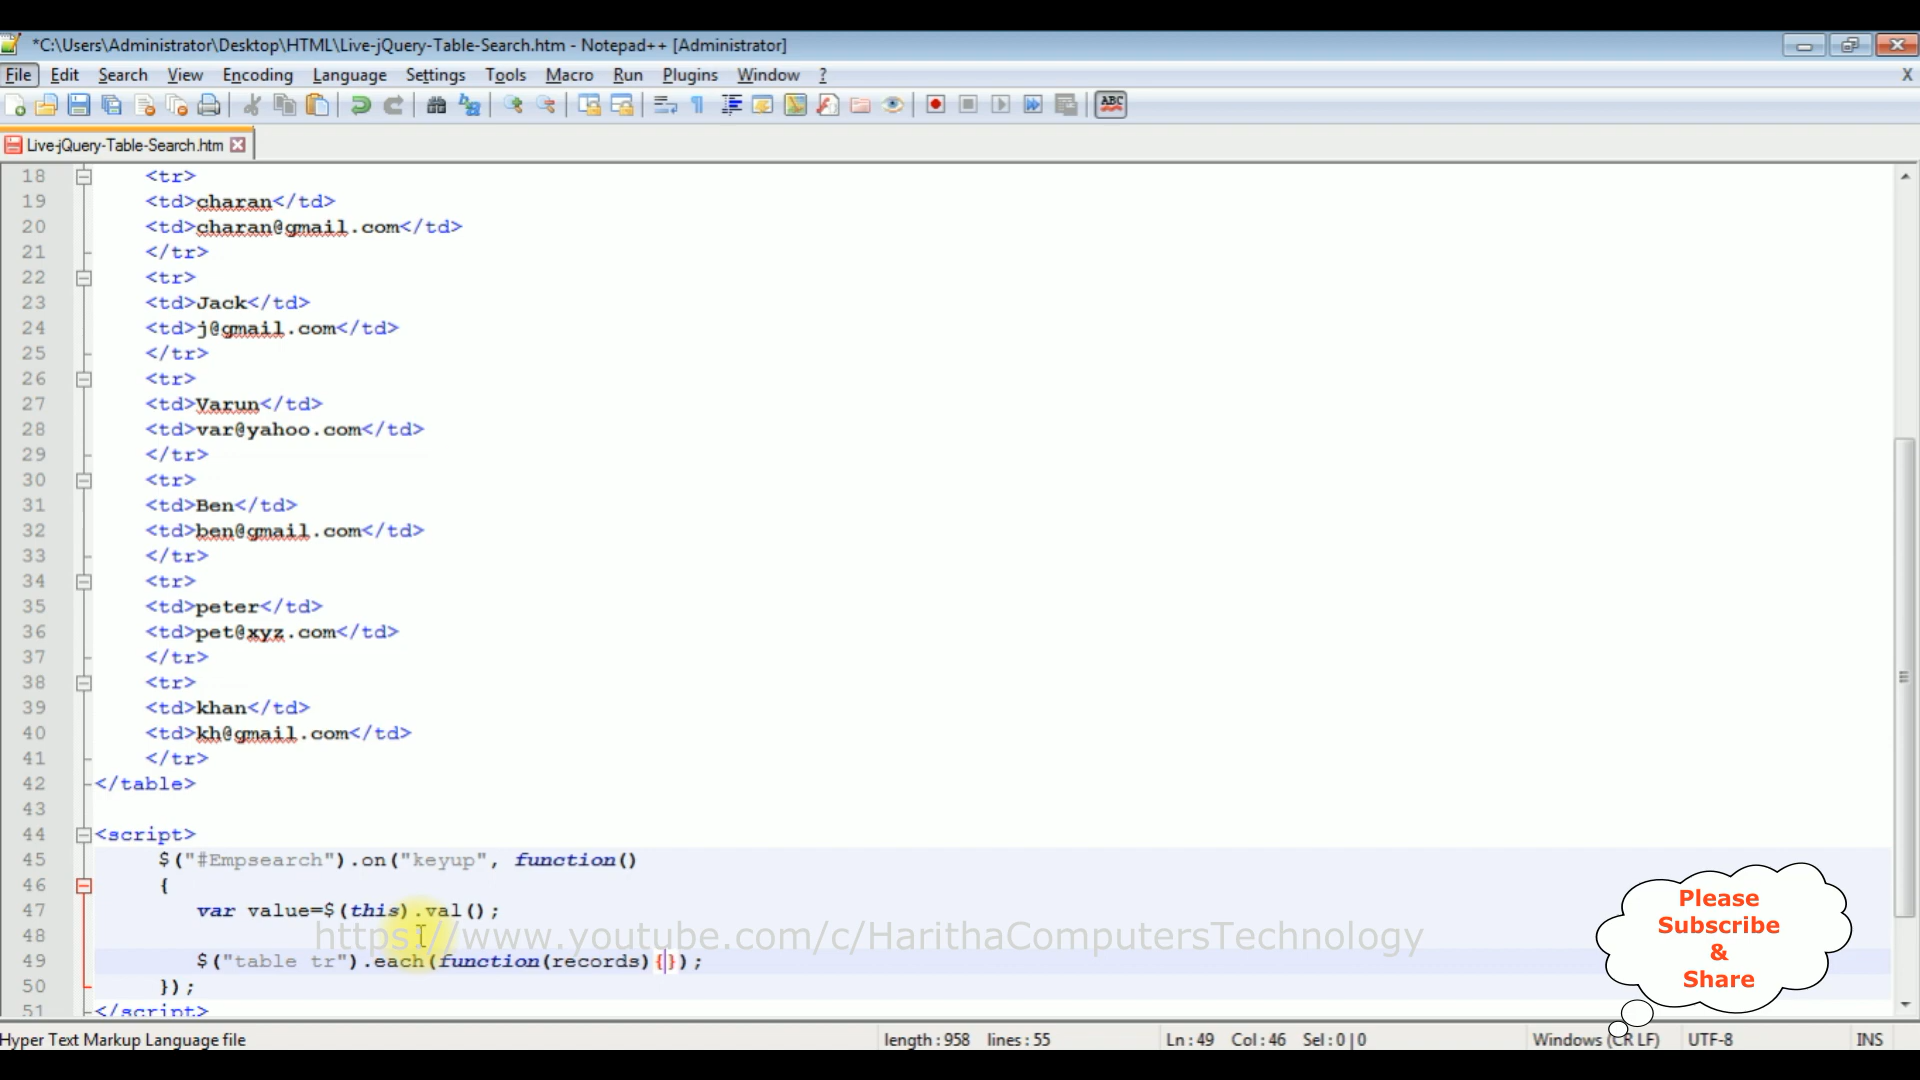 *C:\Users\Administrator\Desktop\HTML\Live-jQuery-Table-Search.htm - Notepad++ [Administrator]
File Edit Search View Encoding Language Settings Tools Macro Run Plugins Window ? X
ABC
Live-jQuery-Table-Search.htm
18 <tr>
19 <td>charan</td>
20 <td>charan@gmail.com</td>
21 </tr>
22 <tr>
23 <td>Jack</td>
24 <td>j@gmail.com</td>
25 </tr>
26 <tr>
27 <td>Varun</td>
28 <td>var@yahoo.com</td>
29 </tr>
30 <tr>
31 <td>Ben</td>
32 <td>ben@gmail.com</td>
33 </tr>
34 <tr>
35 <td>peter</td>
36 <td>pet@xyz.com</td>
37 </tr>
38 <tr>
39 <td>khan</td>
40 <td>kh@gmail.com</td>
41 </tr>
42 </table>
43
44 <script>
45 $("#Empsearch").on("keyup", function()
46 {
47 var value=$(this).val();
48
https://www.youtube.com/c/HarithaComputersTechnology
49 $("table tr").each(function(records){});
50 });
51 </script>
Please
Subscribe
&
Share
Hyper Text Markup Language file length : 958 lines : 55 Ln : 49 Col : 46 Sel : 0 | 0 Windows (CR LF) UTF-8 INS